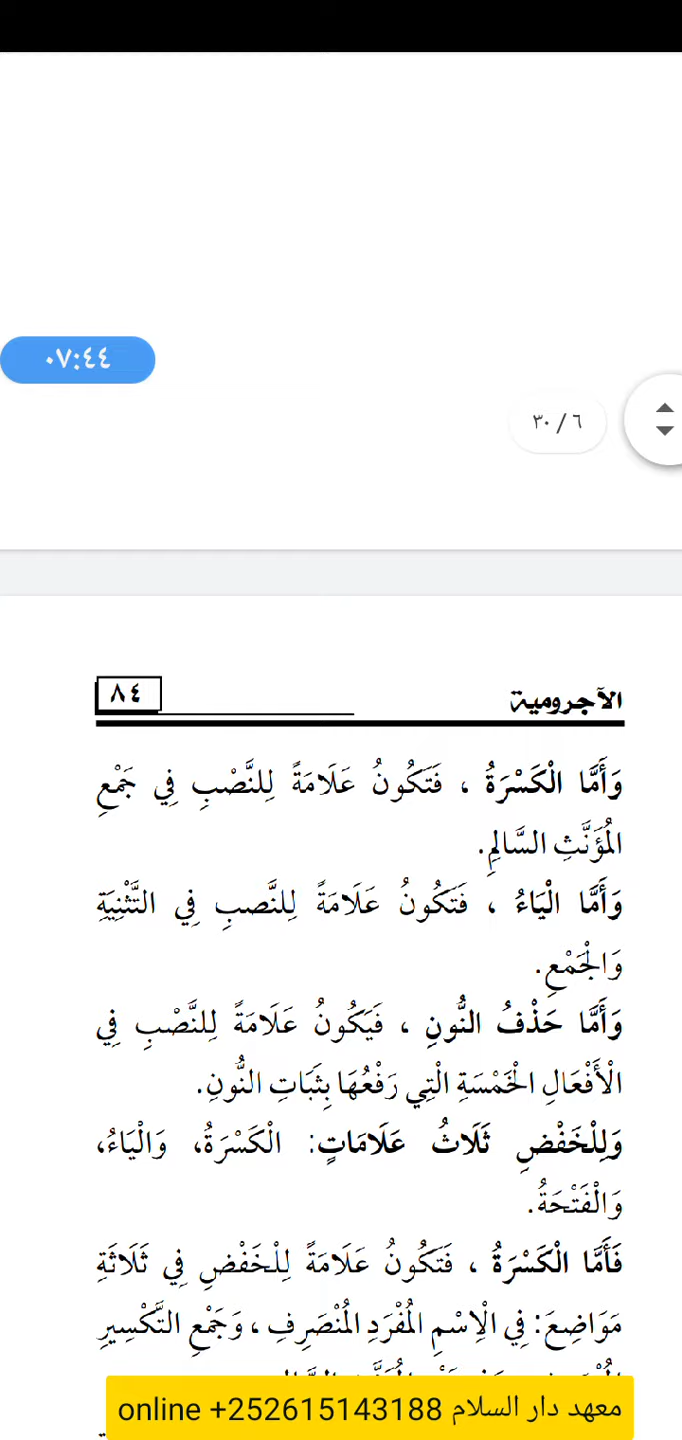 ٠٧:٤٤
٦ / ٣٠
الآجرومية
٨٤
وَأَمَّا الْكَسْرَةُ ، فَتَكُونُ عَلَامَةً لِلنَّصْبِ فِي جَمْعِ
الْمُؤَنَّثِ السَّالِمِ.
وَأَمَّا الْيَاءُ ، فَتَكُونُ عَلَامَةً لِلنَّصبِ فِي التَّثْنِيَةِ
وَالْجَمْعِ.
وَأَمَّا حَذْفُ النُّونِ ، فَيَكُونُ عَلَامَةً لِلنَّصْبِ فِي
الْأَفْعَالِ الْخَمْسَةِ الْتِي رَفْعُهَا بِثَبَاتِ النُّونِ.
وَلِلْخَفْضِ ثَلَاثُ عَلَامَاتٍ: الْكَسْرَةُ، وَالْيَاءُ،
وَالْفَتْحَةُ.
فَأَمَّا الْكَسْرَةُ ، فَتَكُونُ عَلَامَةً لِلْخَفْضِ فِي ثَلَاثَةِ
مَوَاضِعَ: فِي الْاِسْمِ الْمُفْرَدِ الْمُنْصَرِفِ ، وَجَمْعِ التَّكْسِيرِ
معهد دار السلام online +252615143188